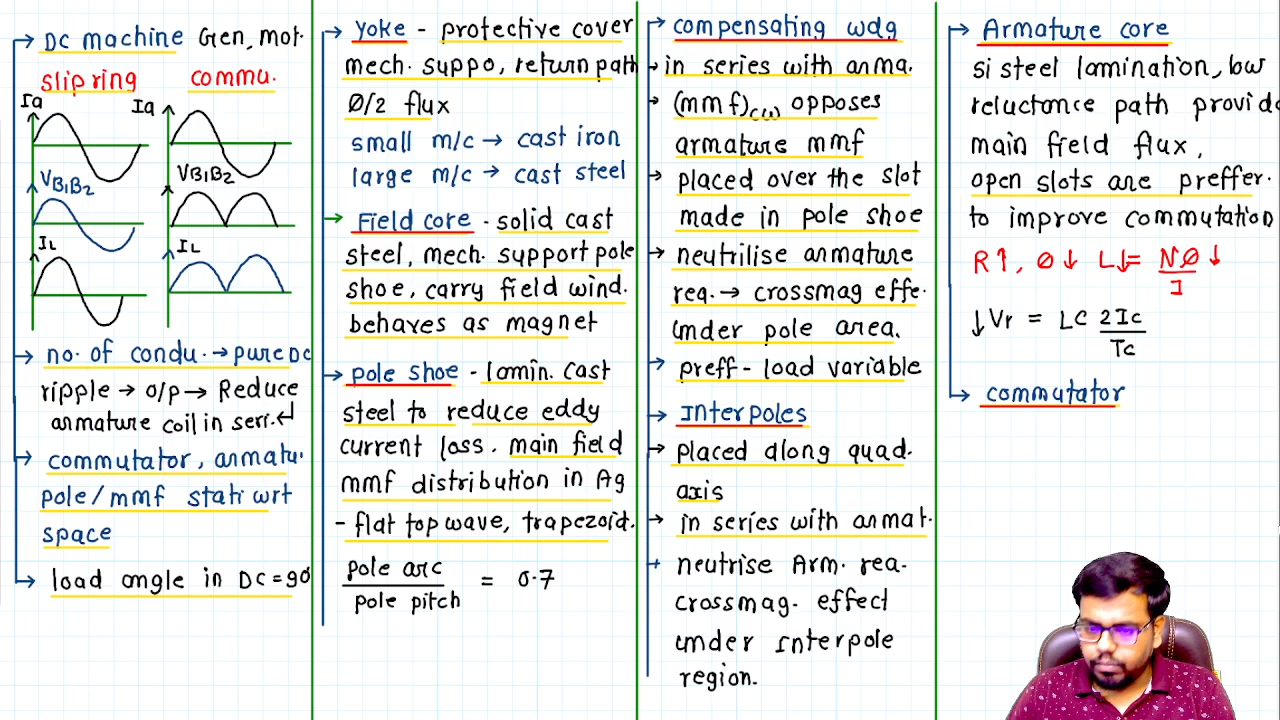 DC machine Gen, mot.
slip ring commu.
Ia Ia
VB1B2 VB1B2
IL IL
no. of condu. → pure DC
ripple → o/p → Reduce
armature coil in serr. ↵
commutator, armatu.
pole/mmf stati wrt
space
load angle in DC = 90
Yoke - protective cover
mech. suppo, return path
Ø/2 flux
small m/c → cast iron
large m/c → cast steel
Field core - solid cast
steel, mech. support pole
shoe, carry field wind.
behaves as magnet
pole shoe - lamin. cast
steel to reduce eddy
current loss. main field
mmf distribution in Ag
- flat top wave, trapezoid.
pole arc
pole pitch = 0.7
compensating wdg
in series with arma.
(mmf)cw opposes
armature mmf
placed over the slot
made in pole shoe
neutrilise armature
rea. → crossmag effe.
under pole area.
preff - load variable
Interpoles
placed along quad.
axis
in series with armat.
neutrise Arm. rea.
crossmag. effect
under Interpole
region.
Armature core
si steel lamination, low
reluctance path provide
main field flux,
open slots are preffer.
to improve commutation
R↑, Ø↓ L↓ = NØ↓
I
↓Vr = LC 2Ic
Tc
commutator